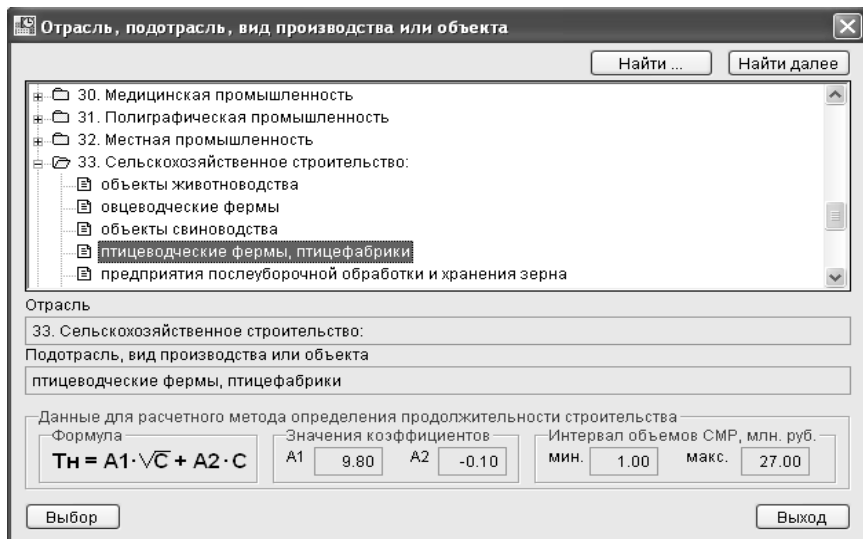 Отрасль, подотрасль, вид производства или объекта
Найти ... Найти далее
30. Медицинская промышленность
31. Полиграфическая промышленность
32. Местная промышленность
33. Сельскохозяйственное строительство:
объекты животноводства
овцеводческие фермы
объекты свиноводства
птицеводческие фермы, птицефабрики
предприятия послеуборочной обработки и хранения зерна
Отрасль
33. Сельскохозяйственное строительство:
Подотрасль, вид производства или объекта
птицеводческие фермы, птицефабрики
Данные для расчетного метода определения продолжительности строительства
Формула Значения коэффициентов Интервал объемов СМР, млн. руб.
Тн = А1·√С + А2·С А1 9.80 А2 -0.10 мин. 1.00 макс. 27.00
Выбор Выход